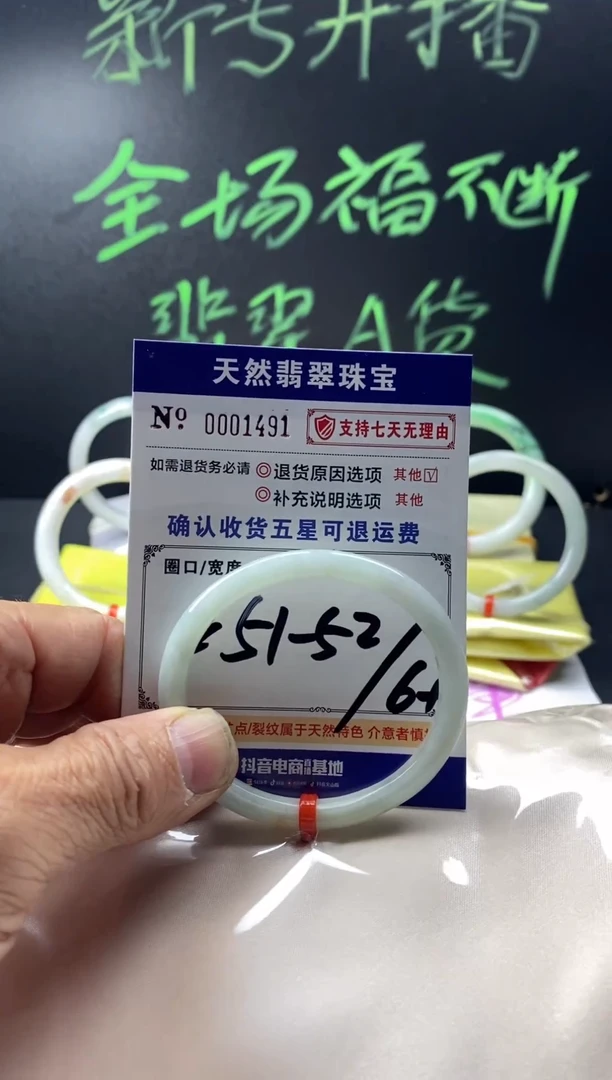 新号开播
全场福不断
翡翠A货
天然翡翠珠宝
Nº 0001491 支持七天无理由
如需退货务必请 ◎退货原因选项 其他☑
◎补充说明选项 其他
确认收货五星可退运费
圈口/宽度
51-52/6+
点/裂纹属于天然特色 介意者慎
抖音电商直播基地